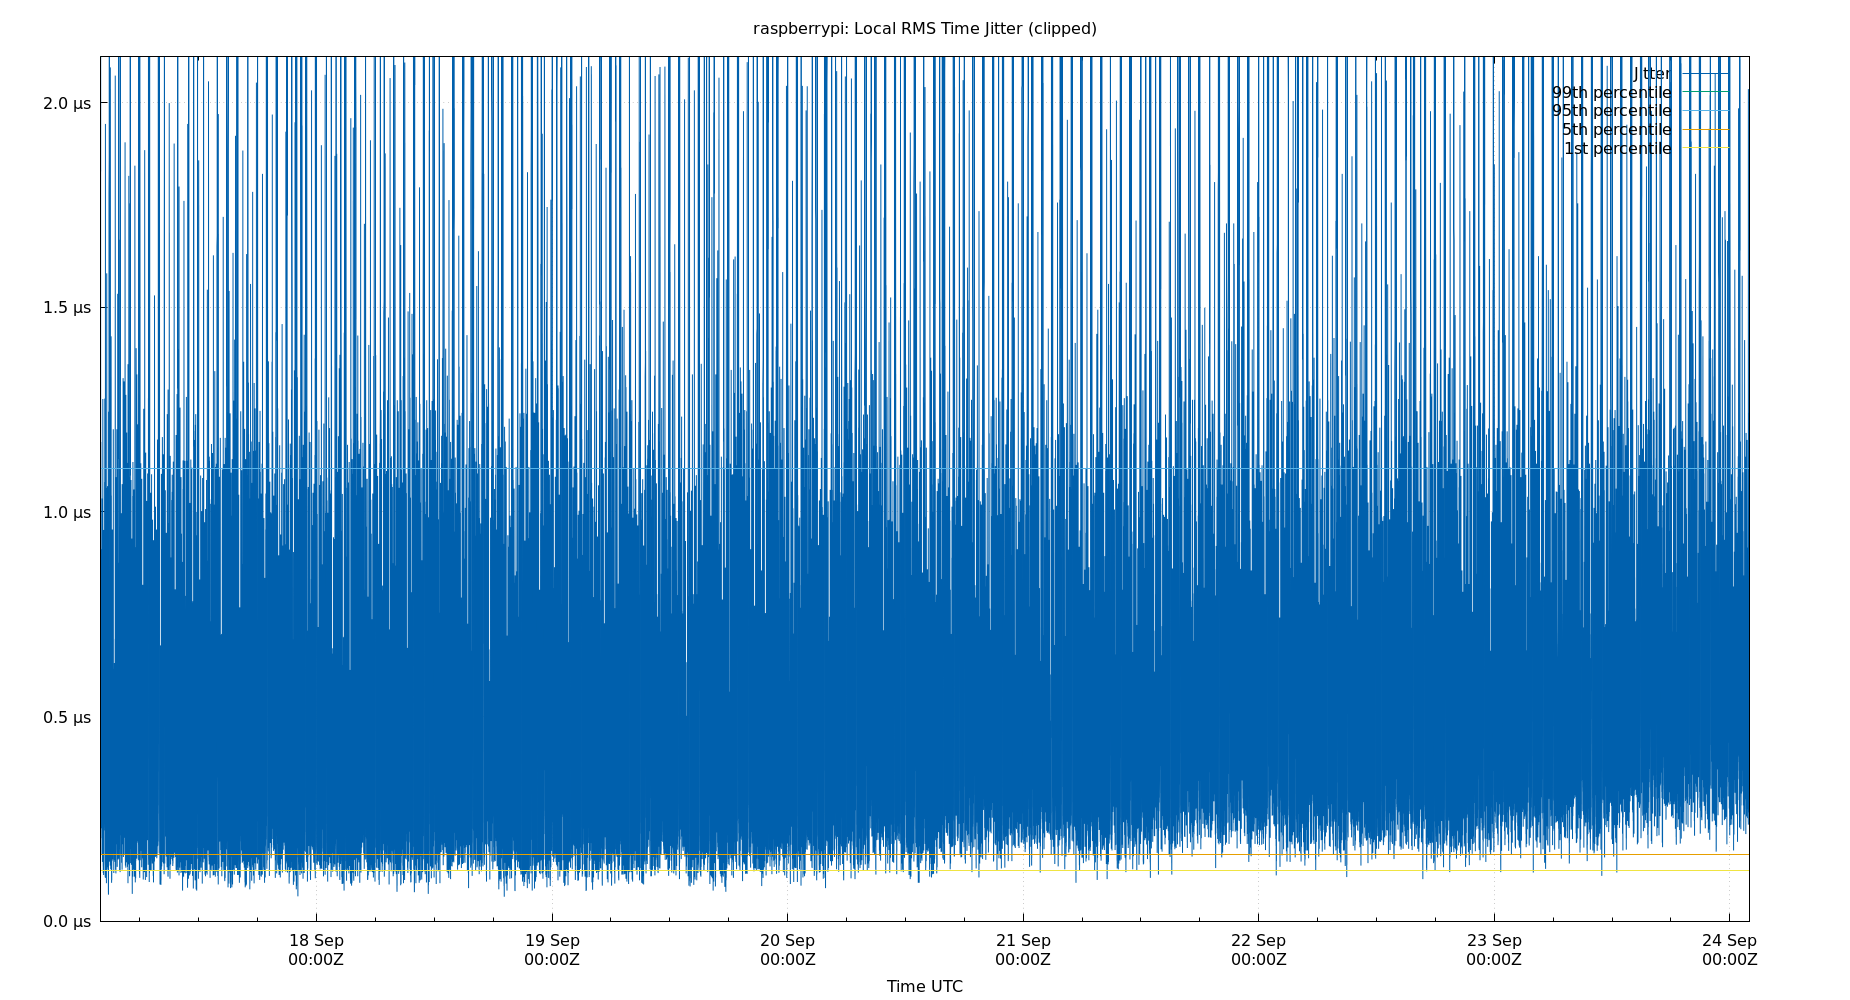 raspberrypi: Local RMS Time Jitter (clipped)
Jitter
99th percentile
95th percentile
5th percentile
1st percentile
2.0 µs
1.5 µs
1.0 µs
0.5 µs
0.0 µs
18 Sep 19 Sep 20 Sep 21 Sep 22 Sep 23 Sep 24 Sep
00:00Z 00:00Z 00:00Z 00:00Z 00:00Z 00:00Z 00:00Z
Time UTC